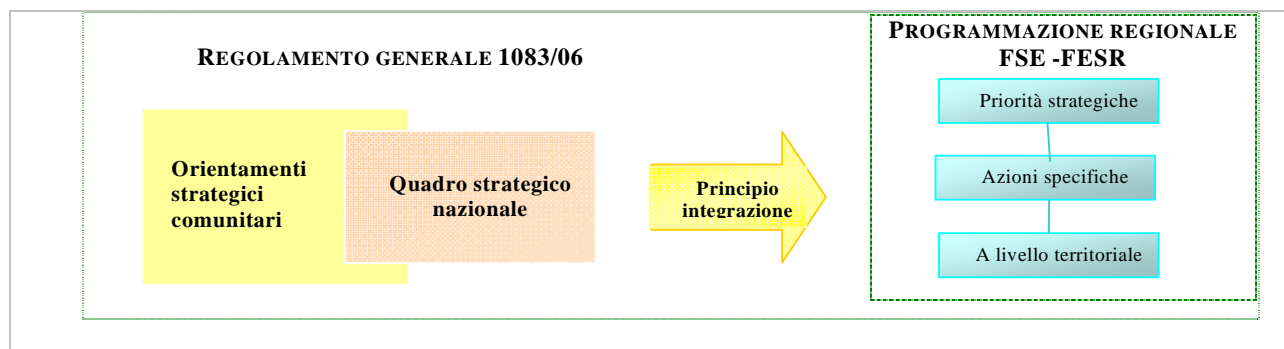 REGOLAMENTO GENERALE 1083/06
Orientamenti
strategici
comunitari
Quadro strategico
nazionale
Principio
integrazione
PROGRAMMAZIONE REGIONALE
FSE -FESR
Priorità strategiche
Azioni specifiche
A livello territoriale